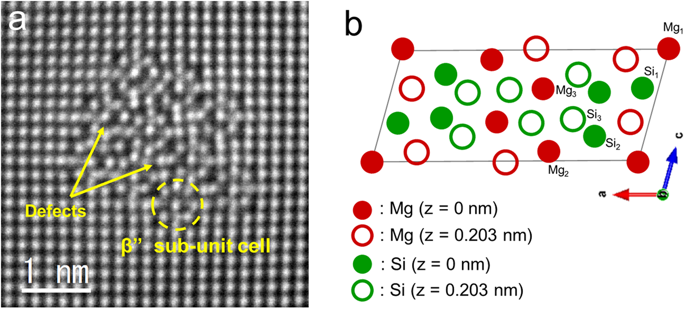 a
Defects
β” sub-unit cell
1 nm
b
Mg1
Si1
Mg3
Si3
Si2
Mg2
c
a
b
: Mg (z = 0 nm)
: Mg (z = 0.203 nm)
: Si (z = 0 nm)
: Si (z = 0.203 nm)